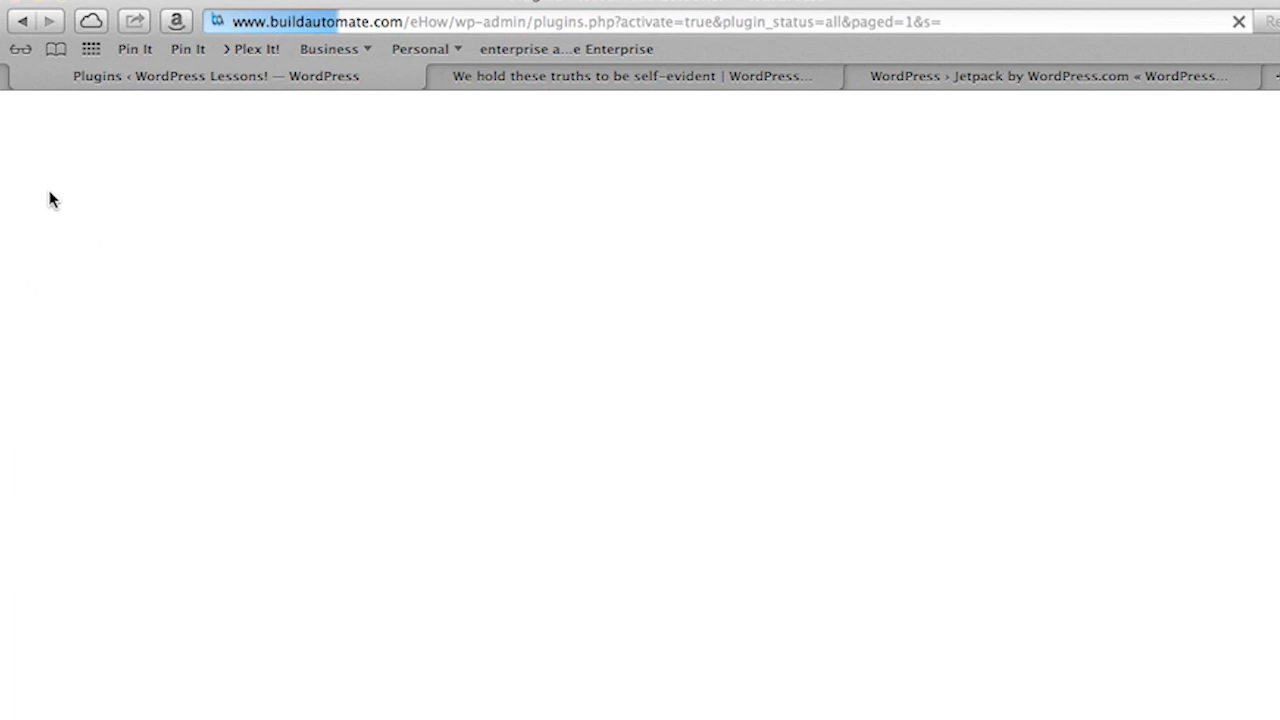 www.buildautomate.com/eHow/wp-admin/plugins.php?activate=true&plugin_status=all&paged=1&s=
Pin It Pin It Plex It! Business Personal enterprise a...e Enterprise
Plugins ‹ WordPress Lessons! — WordPress We hold these truths to be self-evident | WordPress... WordPress › Jetpack by WordPress.com « WordPress...